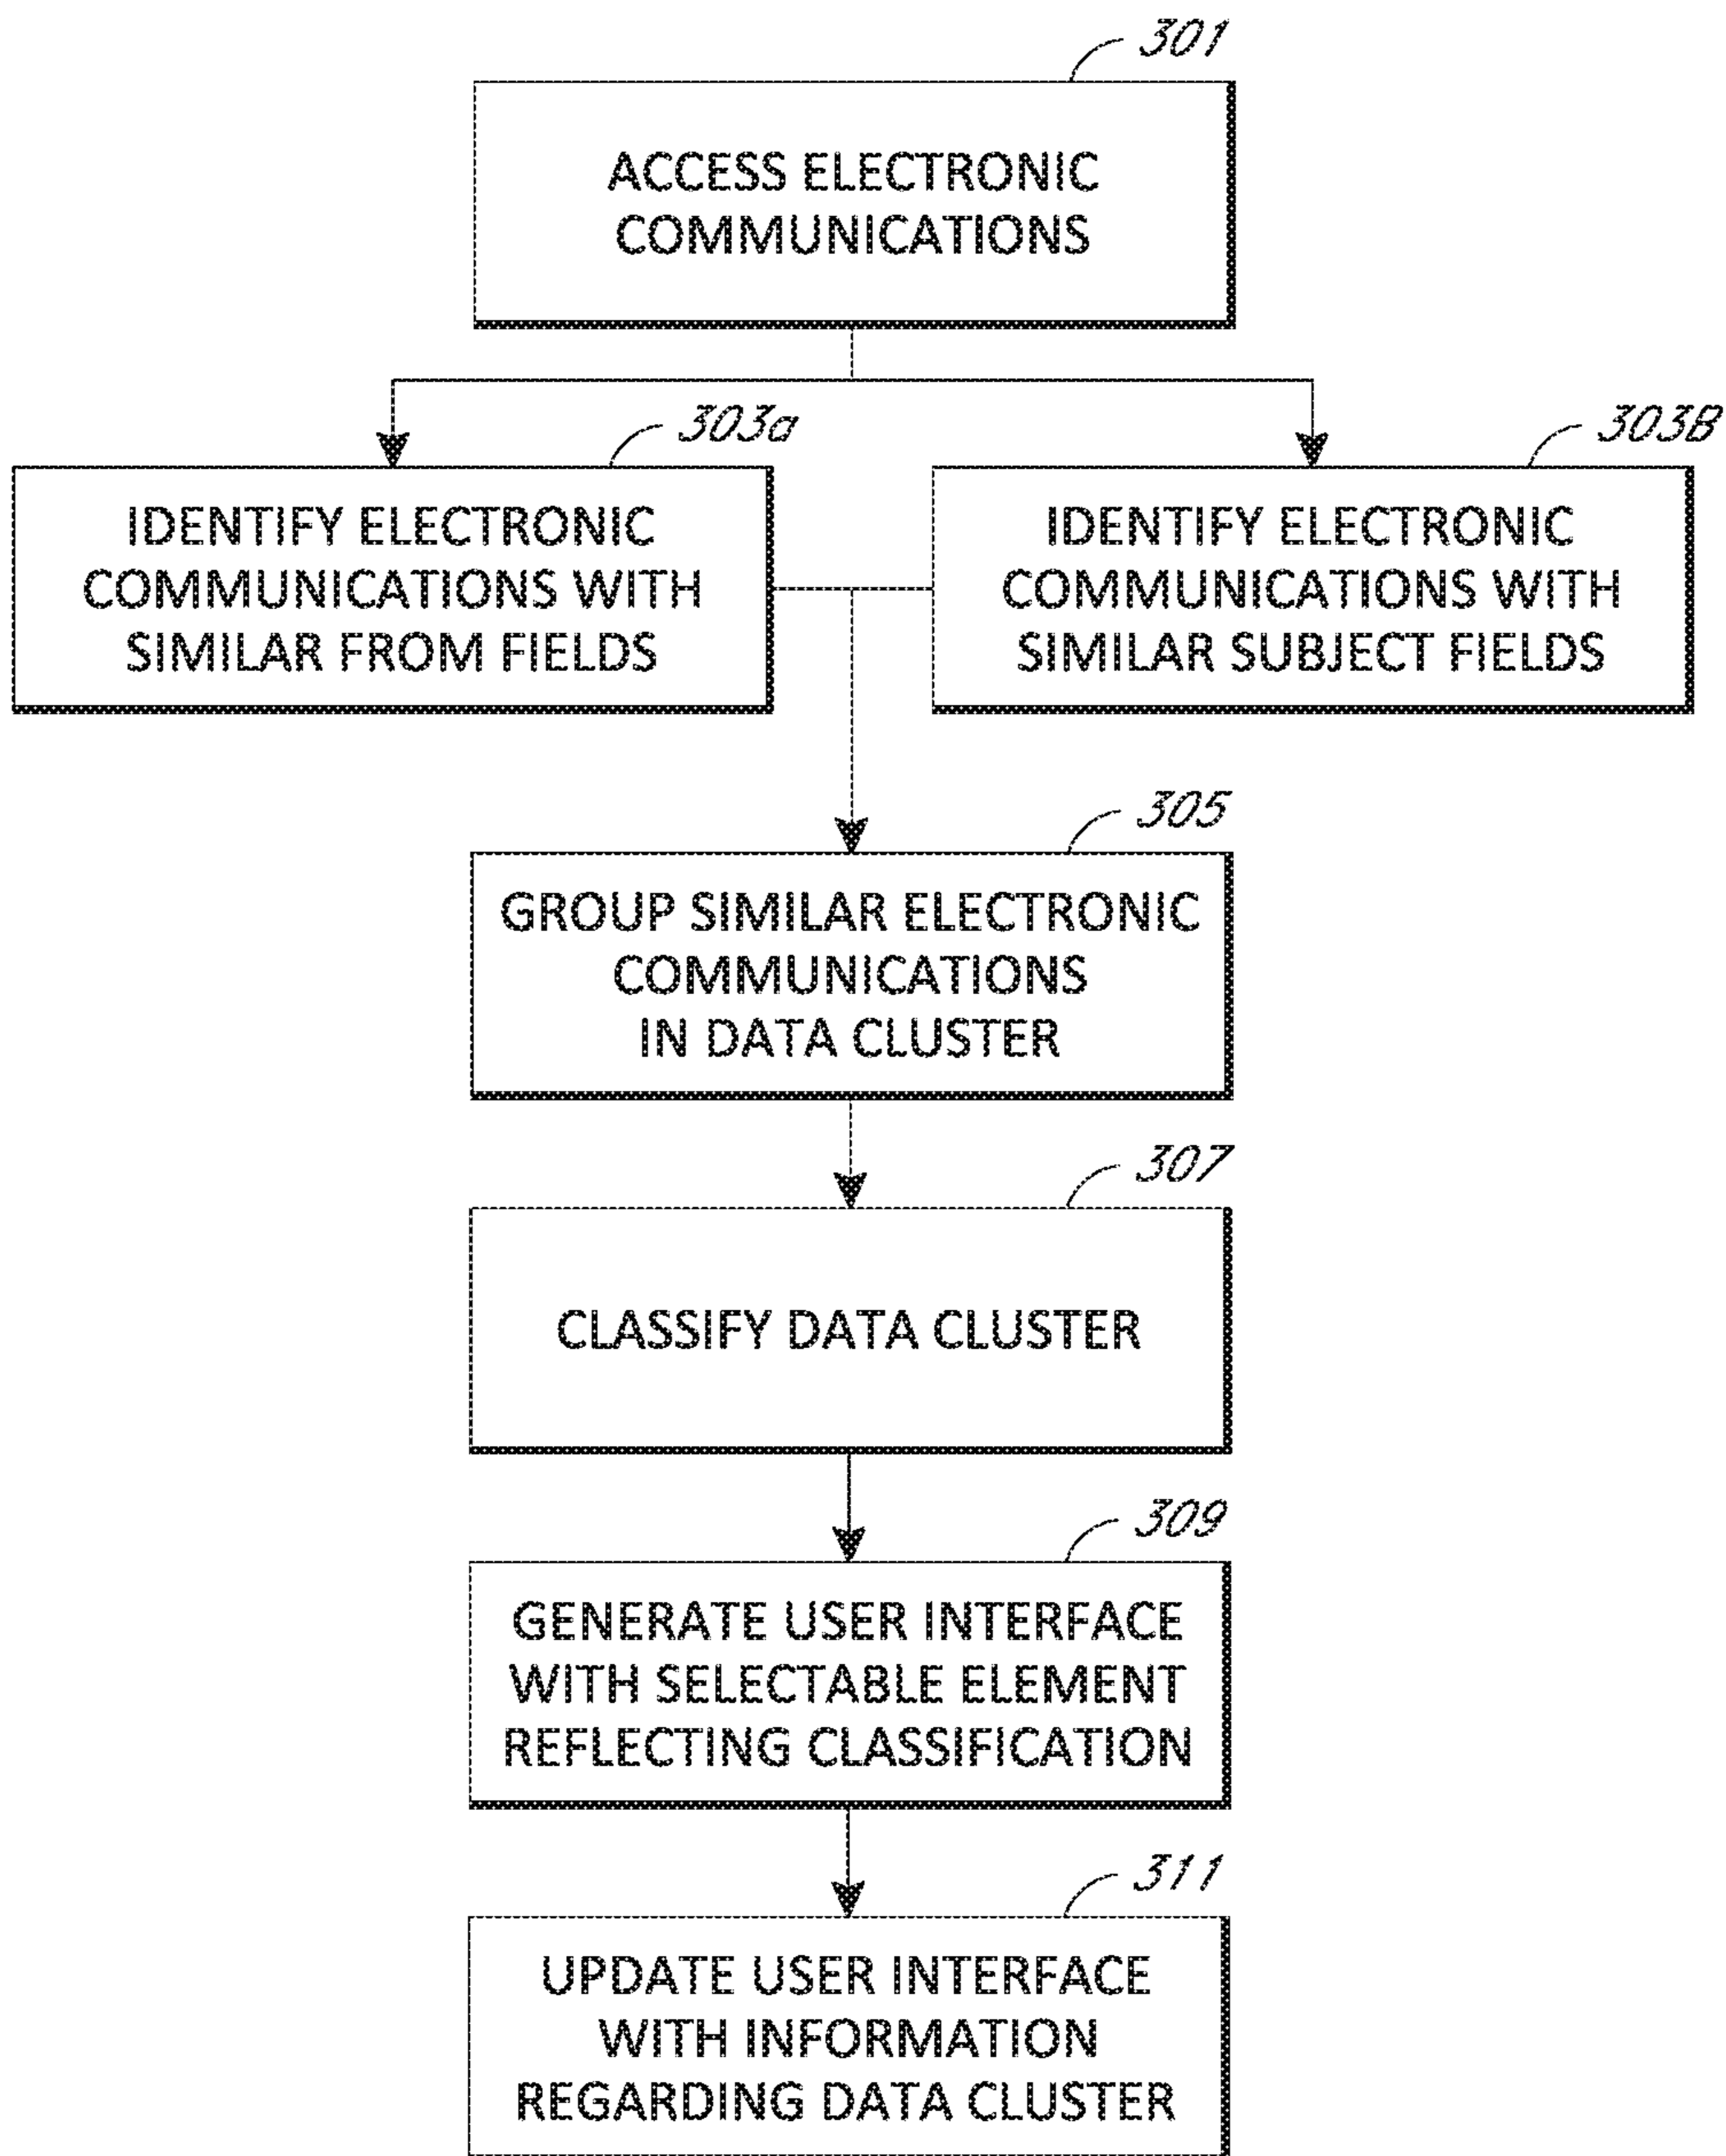 301
ACCESS ELECTRONIC
COMMUNICATIONS
303a
IDENTIFY ELECTRONIC
COMMUNICATIONS WITH
SIMILAR FROM FIELDS
303B
IDENTIFY ELECTRONIC
COMMUNICATIONS WITH
SIMILAR SUBJECT FIELDS
305
GROUP SIMILAR ELECTRONIC
COMMUNICATIONS
IN DATA CLUSTER
307
CLASSIFY DATA CLUSTER
309
GENERATE USER INTERFACE
WITH SELECTABLE ELEMENT
REFLECTING CLASSIFICATION
311
UPDATE USER INTERFACE
WITH INFORMATION
REGARDING DATA CLUSTER